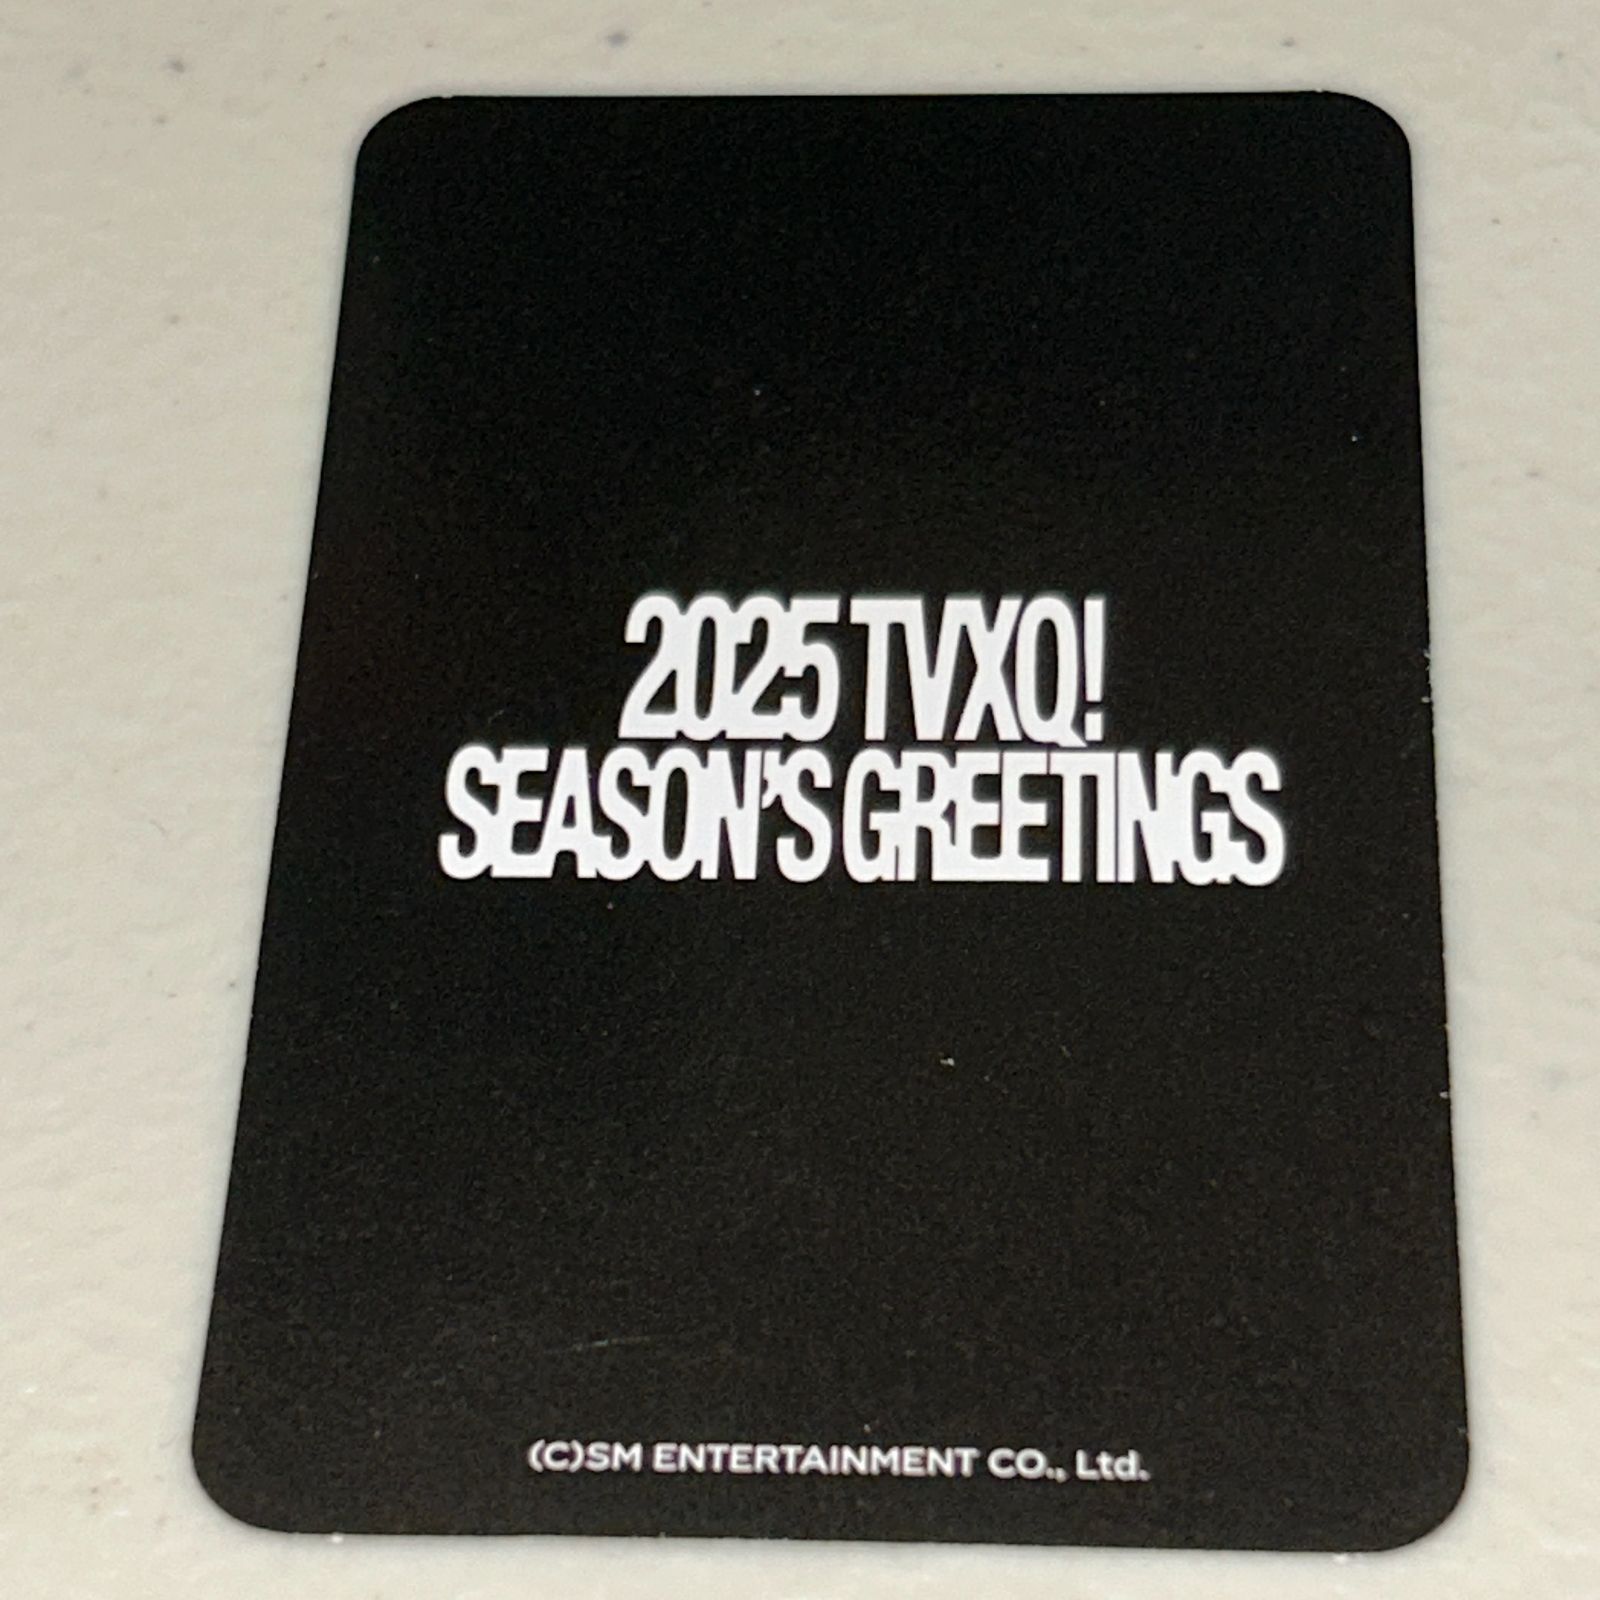 2025 TVXQ!
SEASON'S GREETINGS
(C)SM ENTERTAINMENT CO., Ltd.